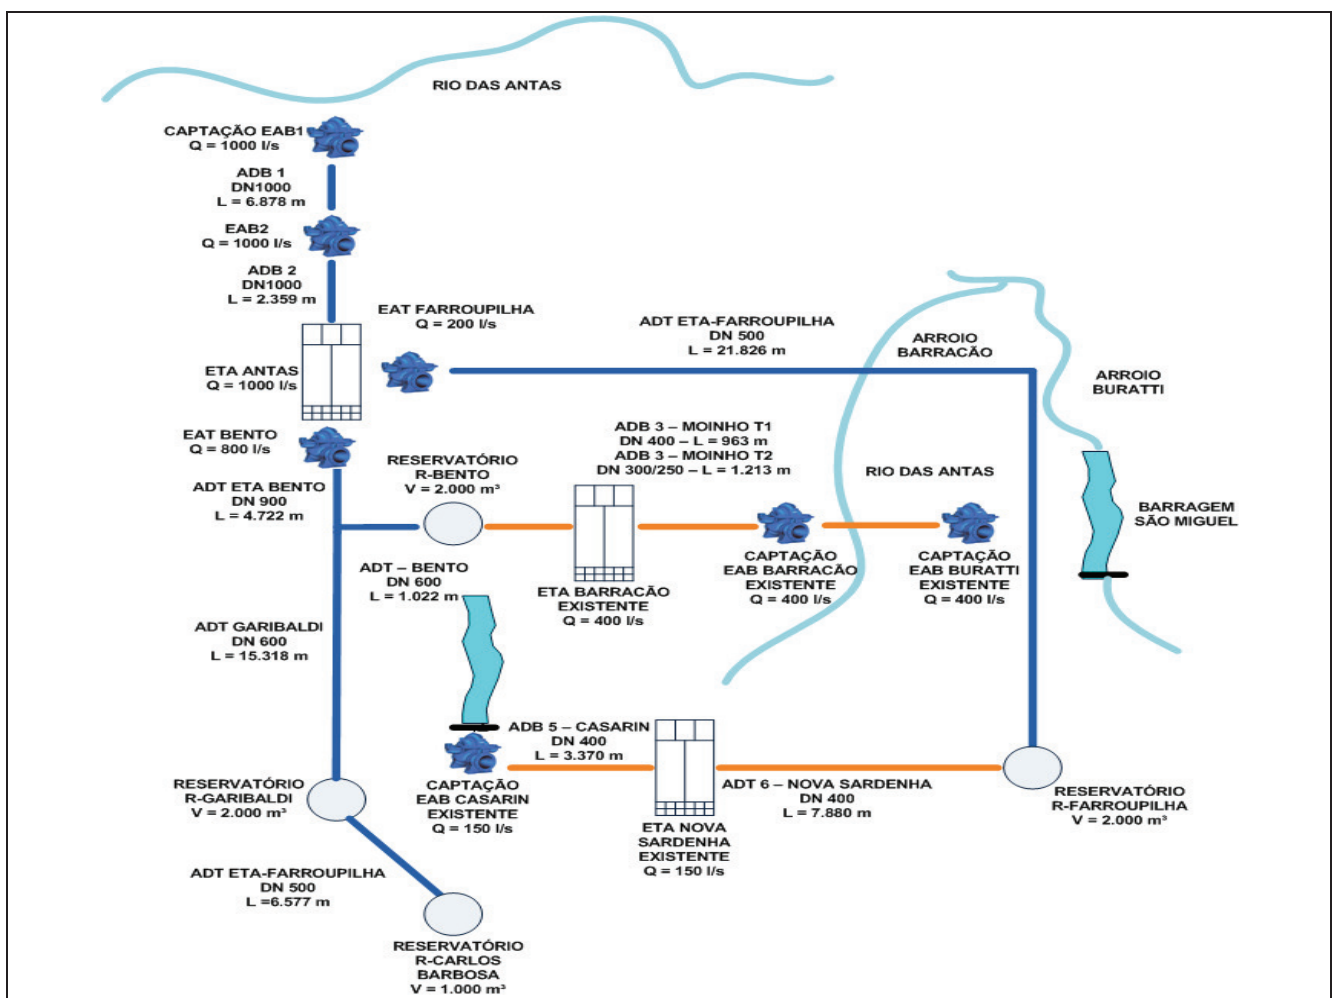 RIO DAS ANTAS
CAPTAÇÃO EAB1
Q = 1000 l/s
ADB 1
DN1000
L = 6.878 m
EAB2
Q = 1000 l/s
ADB 2
DN1000
L = 2.359 m
EAT FARROUPILHA
Q = 200 l/s
ADT ETA-FARROUPILHA
DN 500
L = 21.826 m
ARROIO
BARRACÃO
ARROIO
BURATTI
ETA ANTAS
Q = 1000 l/s
EAT BENTO
Q = 800 l/s
ADT ETA BENTO
DN 900
L = 4.722 m
RESERVATÓRIO
R-BENTO
V = 2.000 m³
ADB 3 – MOINHO T1
DN 400 – L = 963 m
ADB 3 – MOINHO T2
DN 300/250 – L = 1.213 m
RIO DAS ANTAS
BARRAGEM
SÃO MIGUEL
ADT – BENTO
DN 600
L = 1.022 m
ETA BARRACÃO
EXISTENTE
Q = 400 l/s
CAPTAÇÃO
EAB BARRACÃO
EXISTENTE
Q = 400 l/s
CAPTAÇÃO
EAB BURATTI
EXISTENTE
Q = 400 l/s
ADT GARIBALDI
DN 600
L = 15.318 m
ADB 5 – CASARIN
DN 400
L = 3.370 m
RESERVATÓRIO
R-GARIBALDI
V = 2.000 m³
CAPTAÇÃO
EAB CASARIN
EXISTENTE
Q = 150 l/s
ETA NOVA
SARDENHA
EXISTENTE
Q = 150 l/s
ADT 6 – NOVA SARDENHA
DN 400
L = 7.880 m
RESERVATÓRIO
R-FARROUPILHA
V = 2.000 m³
ADT ETA-FARROUPILHA
DN 500
L =6.577 m
RESERVATÓRIO
R-CARLOS
BARBOSA
V = 1.000 m³